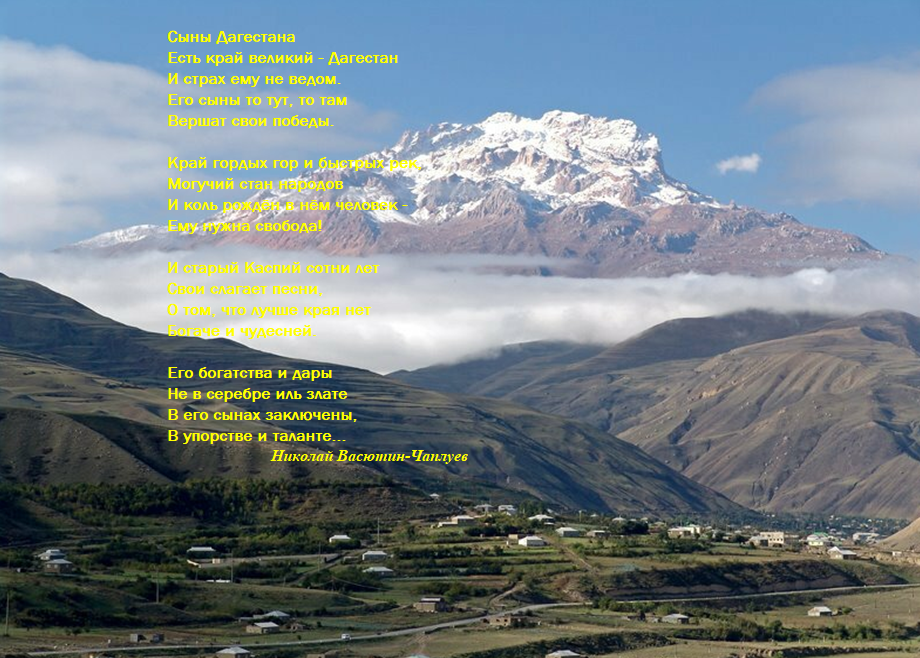 Сыны Дагестана
Есть край великий - Дагестан
И страх ему не ведом.
Его сыны то тут, то там
Вершат свои победы.
Край гордых гор и быстрых рек,
Могучий стан народов
И коль рождён в нём человек -
Ему нужна свобода!
И старый Каспий сотни лет
Свои слагает песни,
О том, что лучше края нет
Богаче и чудесней
Его богатства и дары
Не в серебре иль злате
В его сынах заключены,
В упорстве и таланте...
Николай Васютин-Чаплуев